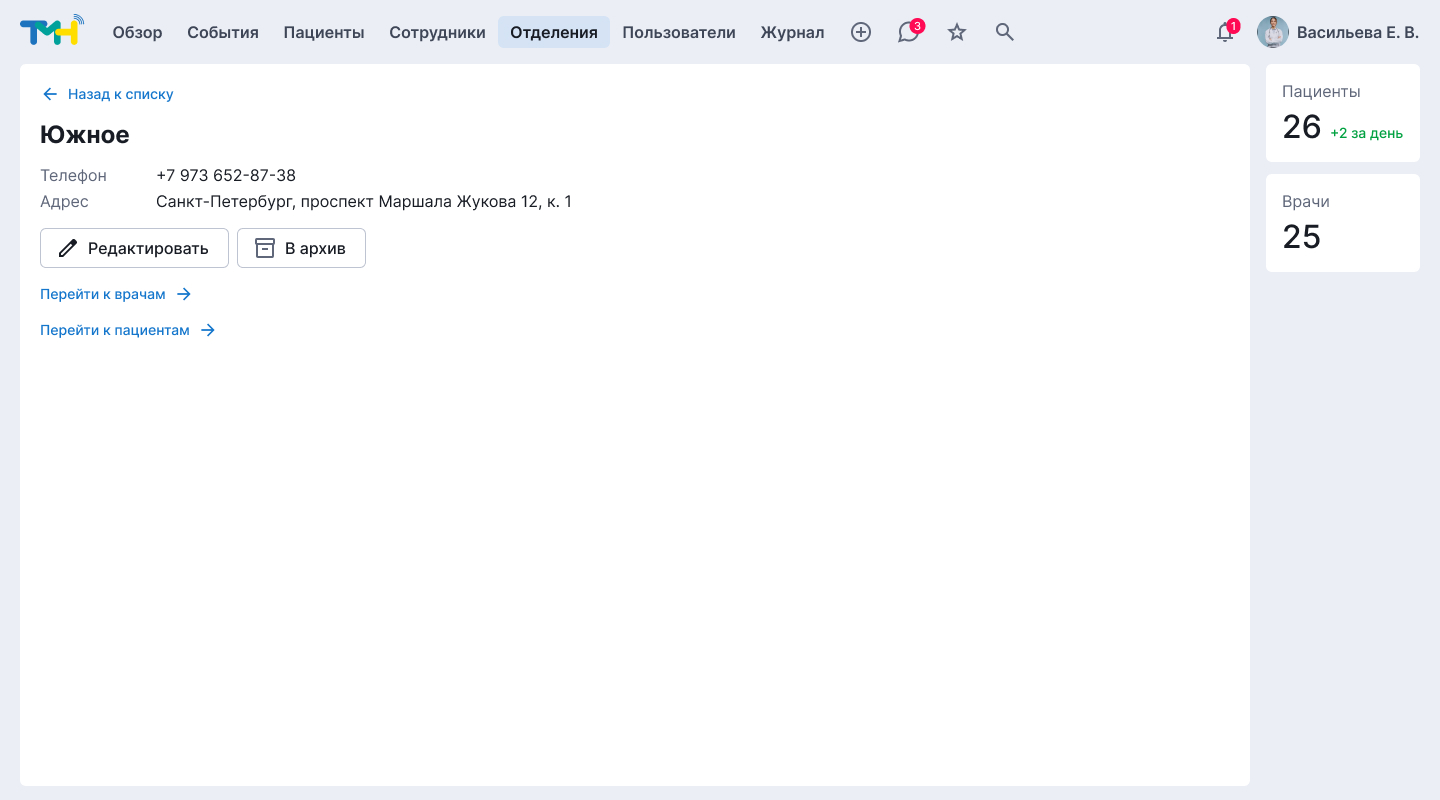 ТМН Обзор События Пациенты Сотрудники Отделения Пользователи Журнал 3 1 Васильева Е. В.
Назад к списку
Южное
Телефон +7 973 652-87-38
Адрес Санкт-Петербург, проспект Маршала Жукова 12, к. 1
Редактировать В архив
Перейти к врачам
Перейти к пациентам
Пациенты
26 +2 за день
Врачи
25